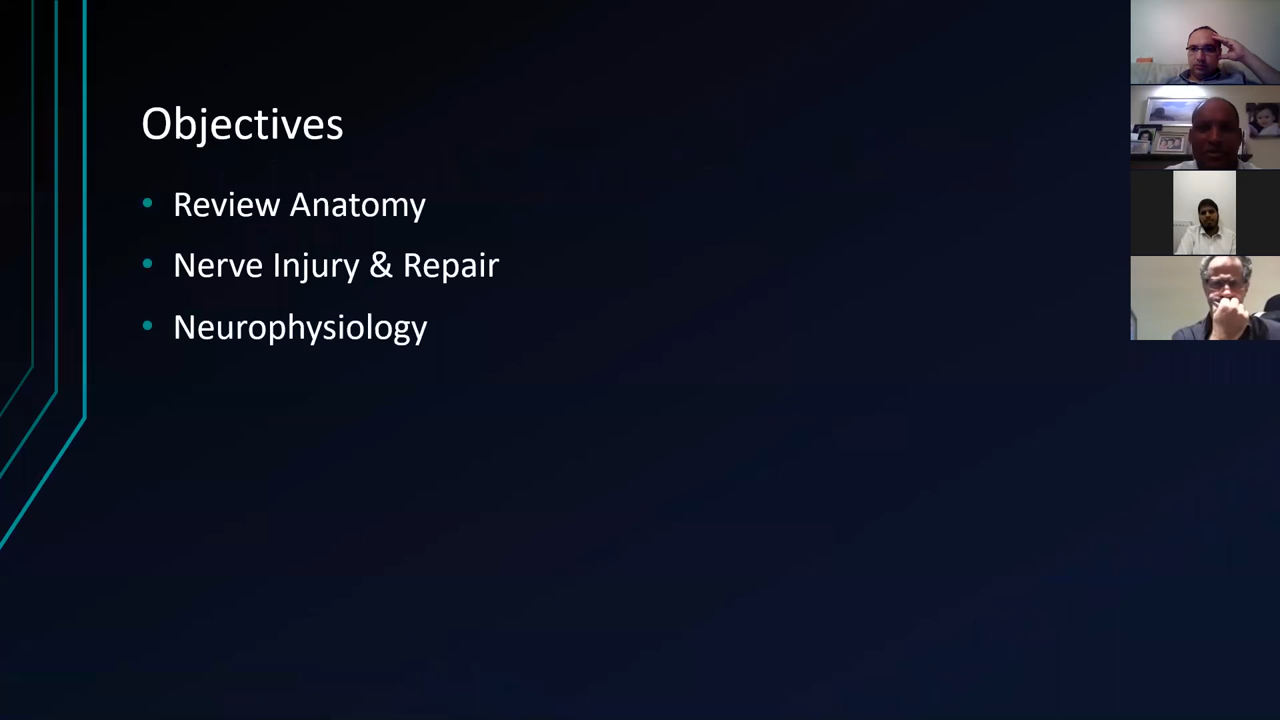 Objectives
• Review Anatomy
• Nerve Injury & Repair
• Neurophysiology